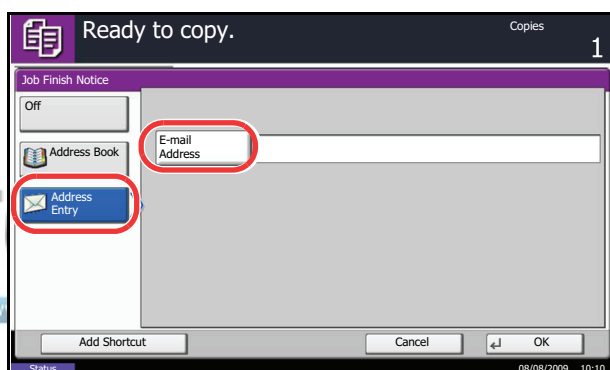 Ready to copy.
Copies
1
Job Finish Notice
Off
Address Book
E-mail
Address
Address
Entry
Add Shortcut
Cancel
OK
Status
08/08/2009 10:10